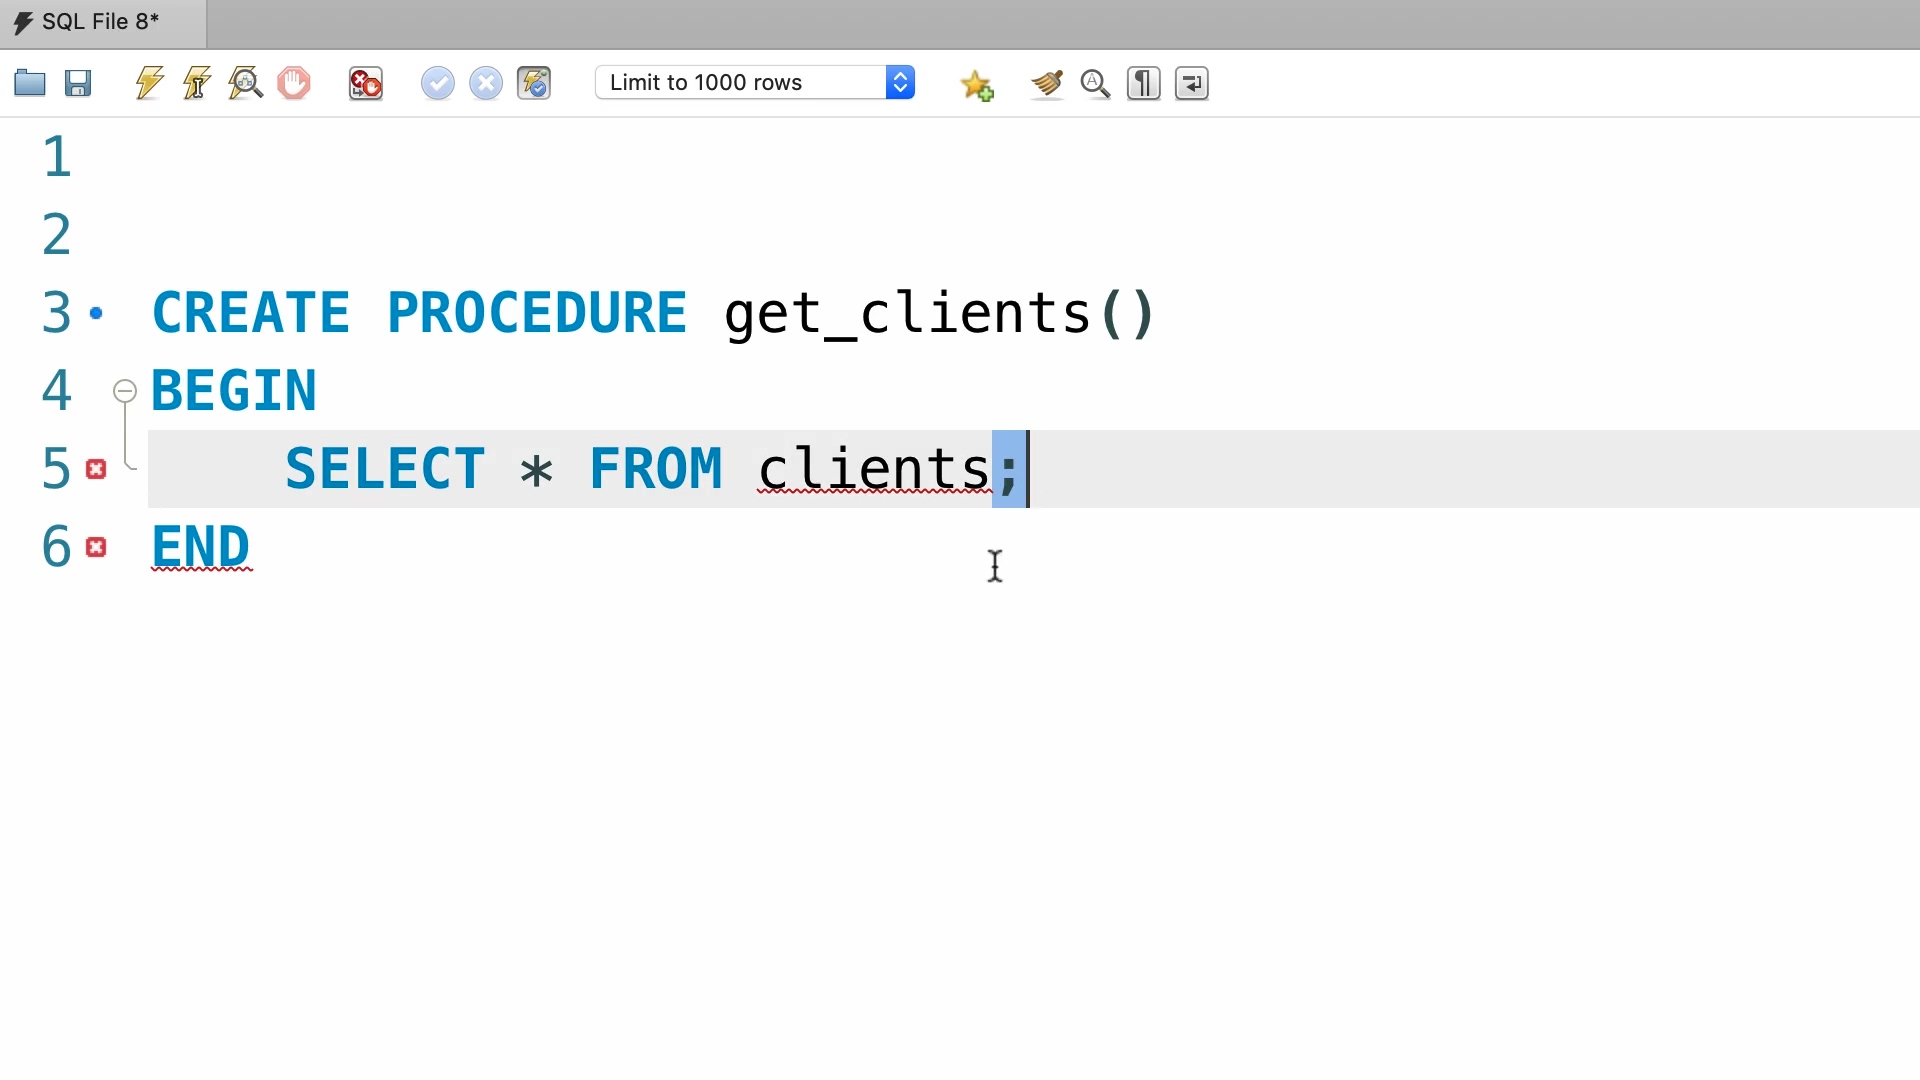 SQL File 8*
Limit to 1000 rows
1
2
3 CREATE PROCEDURE get_clients()
4 BEGIN
5 SELECT * FROM clients;
6 END